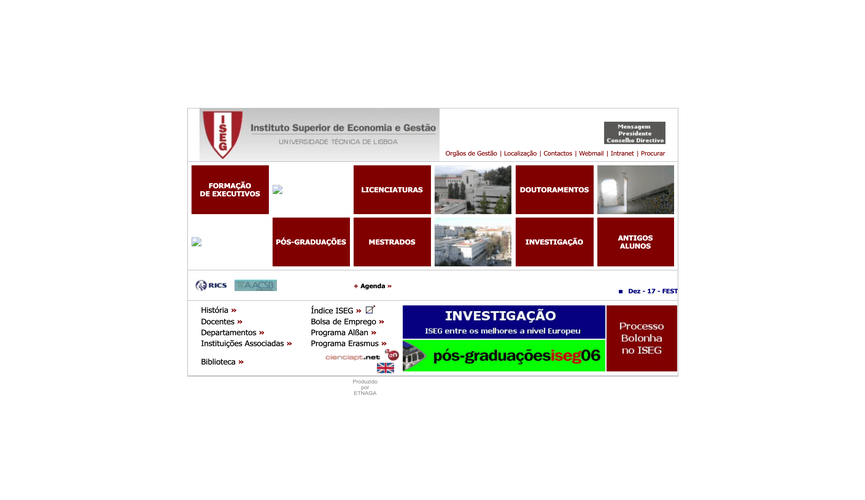 ISEG
Instituto Superior de Economia e Gestão
UNIVERSIDADE TÉCNICA DE LISBOA
Mensagem
Presidente
Conselho Directivo
Orgãos de Gestão | Localização | Contactos | Webmail | Intranet | Procurar
FORMAÇÃO
DE EXECUTIVOS
LICENCIATURAS
DOUTORAMENTOS
PÓS-GRADUAÇÕES
MESTRADOS
INVESTIGAÇÃO
ANTIGOS
ALUNOS
RICS
AACSB
Agenda »
Dez - 17 - FEST
História »
Índice ISEG »
Docentes »
Bolsa de Emprego »
Departamentos »
Programa Alßan »
Instituições Associadas »
Programa Erasmus »
cienciapt.net
Biblioteca »
INVESTIGAÇÃO
ISEG entre os melhores a nível Europeu
pós-graduaçõesiseg06
Processo
Bolonha
no ISEG
Produzido
por
ETNAGA